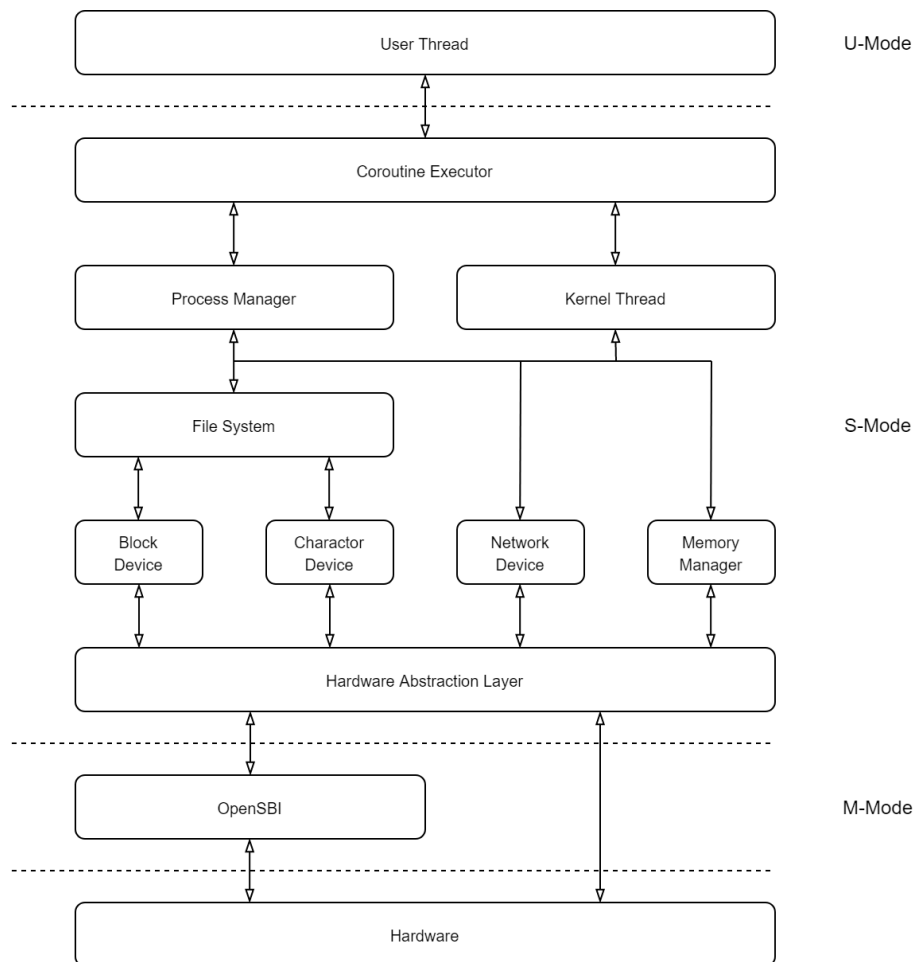 User Thread
U-Mode
Coroutine Executor
Process Manager
Kernel Thread
File System
S-Mode
Block
Device
Charactor
Device
Network
Device
Memory
Manager
Hardware Abstraction Layer
OpenSBI
M-Mode
Hardware